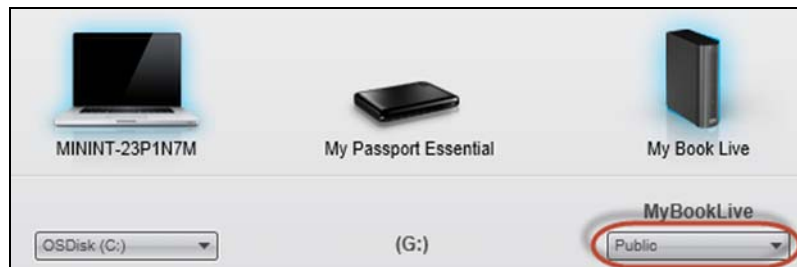 MININT-23P1N7M My Passport Essential My Book Live
MyBookLive
OSDisk (C:) (G:) Public